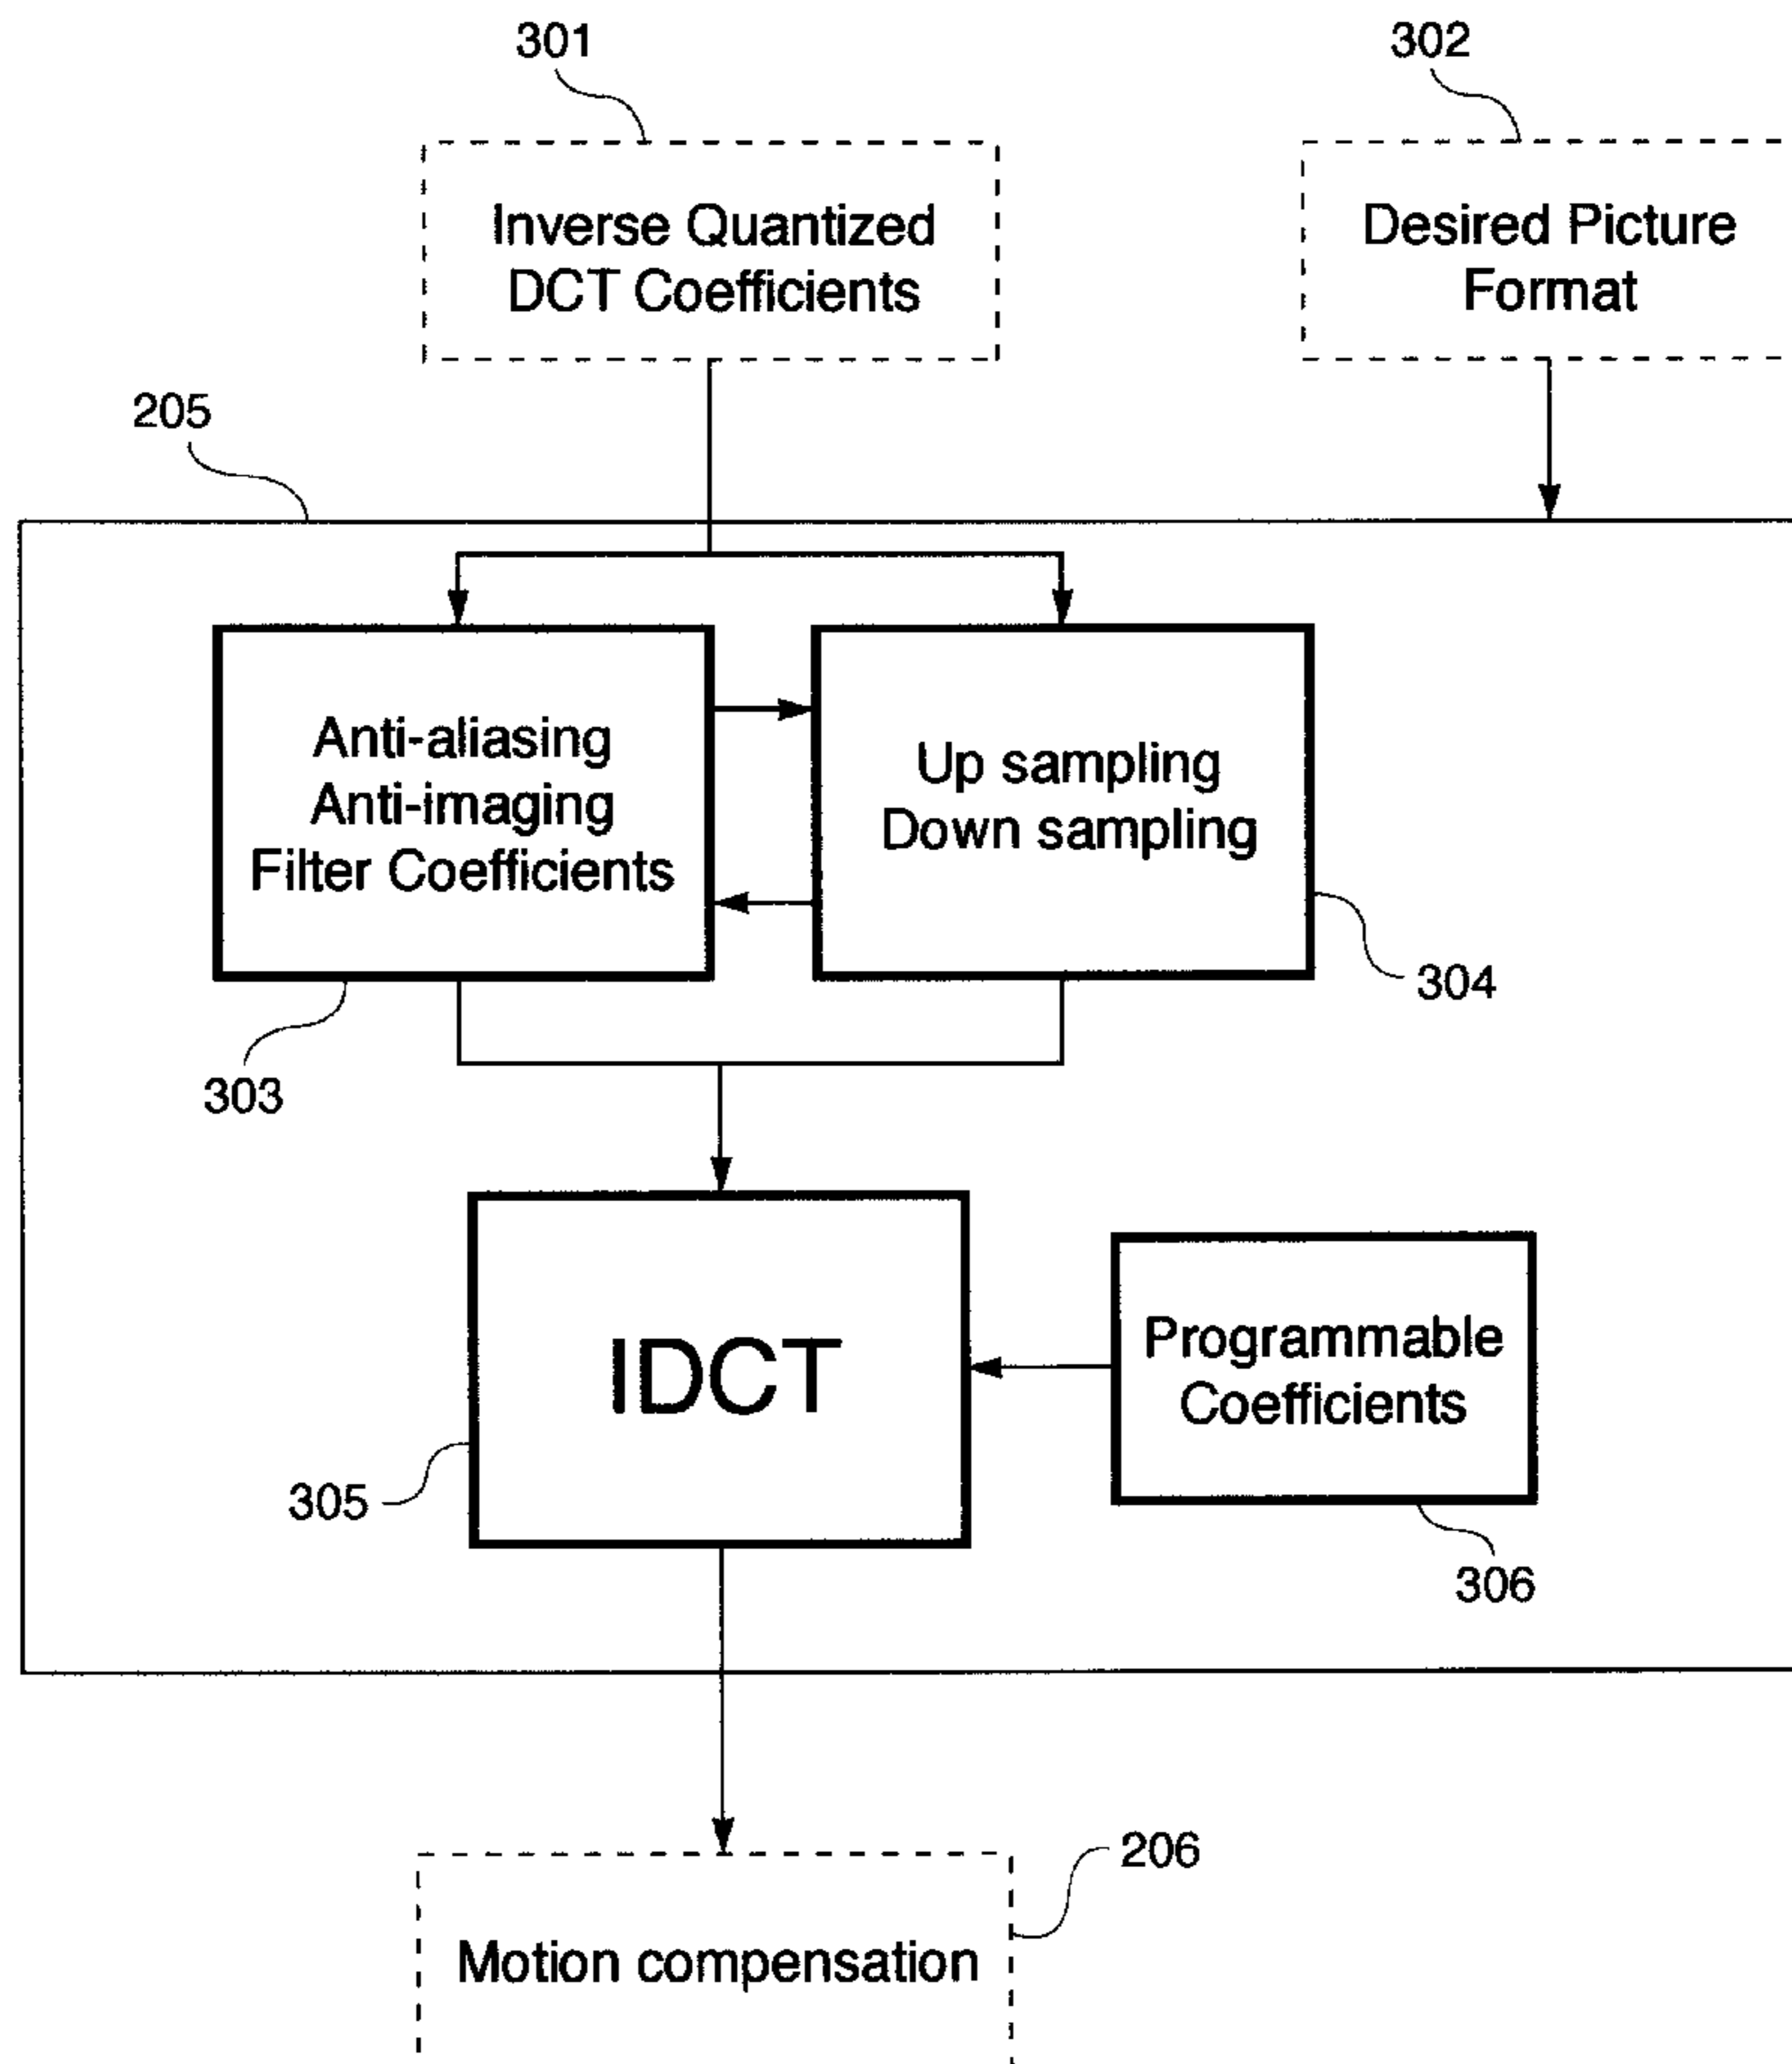 301
302
Inverse Quantized
DCT Coefficients
Desired Picture
Format
205
Anti-aliasing
Anti-imaging
Filter Coefficients
Up sampling
Down sampling
304
303
IDCT
Programmable
Coefficients
305
306
206
Motion compensation